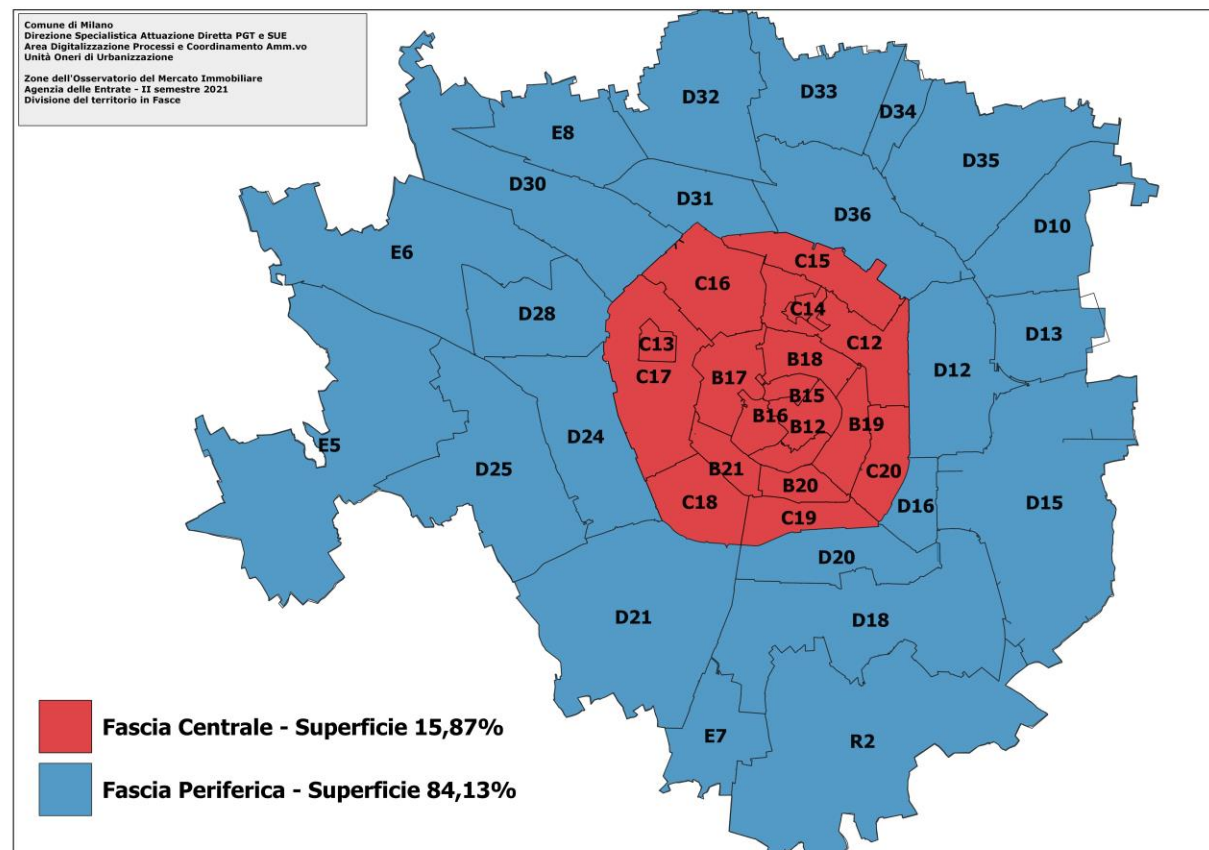 Comune di Milano
Direzione Specialistica Attuazione Diretta PGT e SUE
Area Digitalizzazione Processi e Coordinamento Amm.vo
Unità Oneri di Urbanizzazione
Zone dell'Osservatorio del Mercato Immobiliare
Agenzia delle Entrate - II semestre 2021
Divisione del territorio in Fasce
D32
D33
D34
E8
D35
D30
D31
D36
D10
E6
C15
C16
C14
D28
D13
C13
C12
B18
D12
C17
B17
B15
B16
B12
B19
D24
E5
D25
B21
C20
B20
C18
D16
D15
C19
D20
D21
D18
E7
R2
Fascia Centrale - Superficie 15,87%
Fascia Periferica - Superficie 84,13%